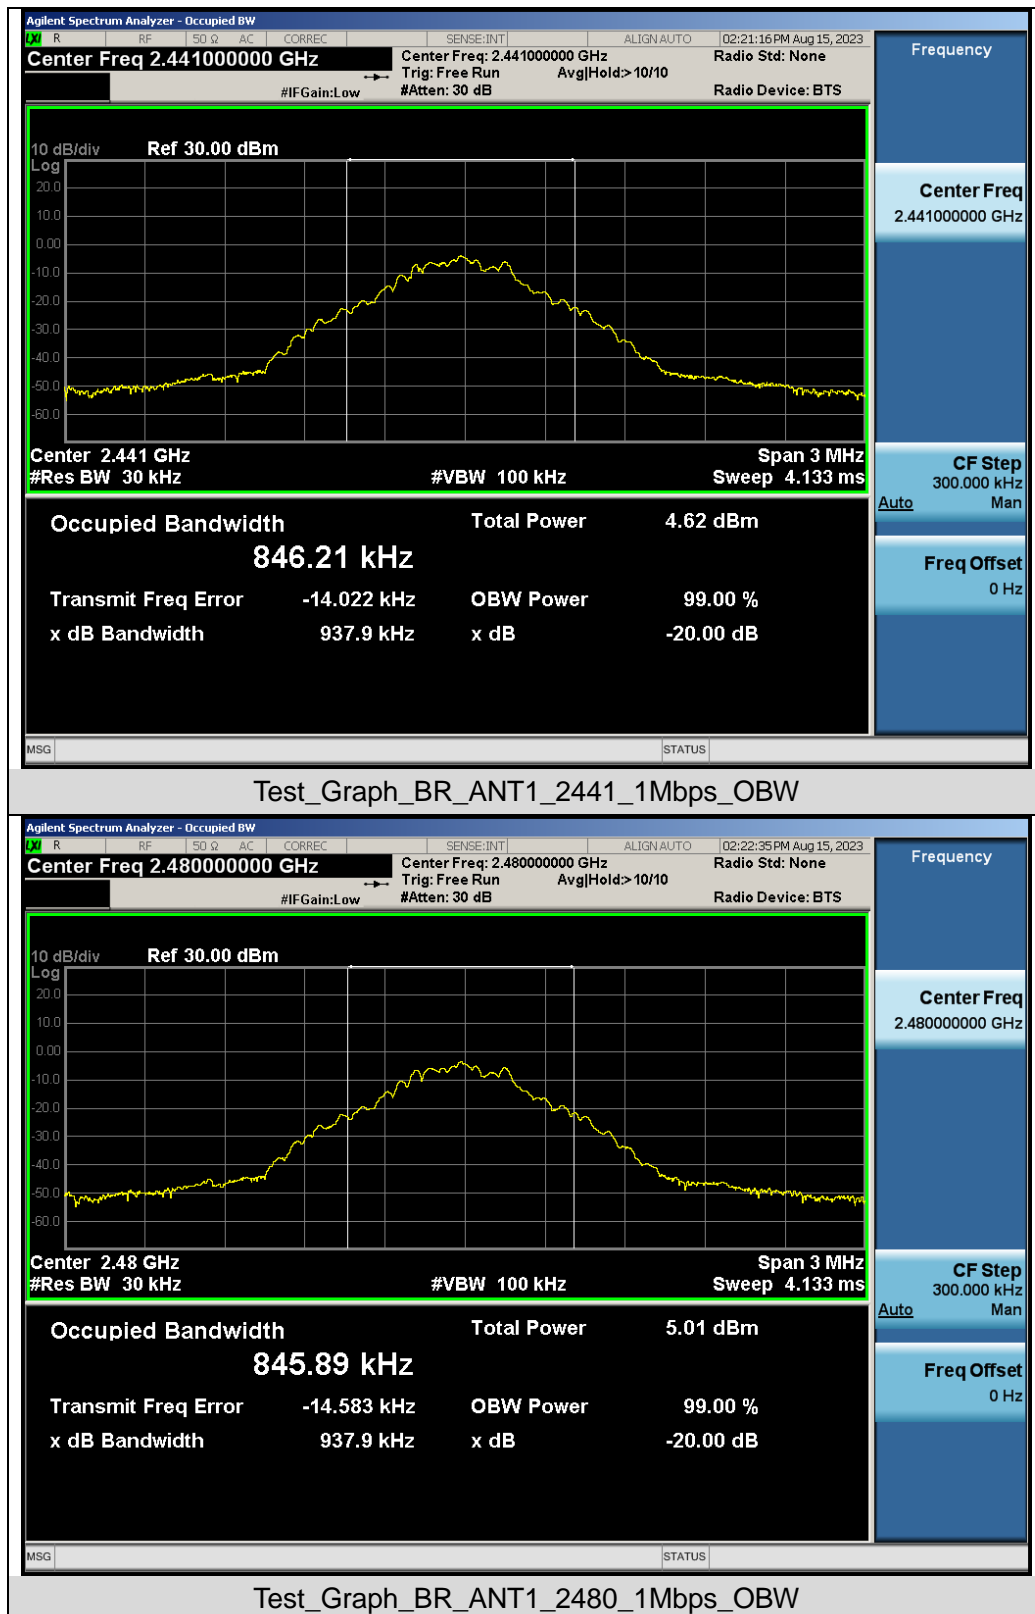 Agilent Spectrum Analyzer - Occupied BW
LXI R RF 50 Ω AC CORREC SENSE:INT ALIGN AUTO 02:21:16 PM Aug 15, 2023
Center Freq 2.441000000 GHz Center Freq: 2.441000000 GHz Radio Std: None
Trig: Free Run Avg|Hold:> 10/10
#IFGain:Low #Atten: 30 dB Radio Device: BTS
Frequency
10 dB/div Ref 30.00 dBm
Log
20.0
10.0
0.00
-10.0
-20.0
-30.0
-40.0
-50.0
-60.0
Center 2.441 GHz Span 3 MHz
#Res BW 30 kHz #VBW 100 kHz Sweep 4.133 ms
Center Freq
2.441000000 GHz
CF Step
300.000 kHz
Auto Man
Freq Offset
0 Hz
Occupied Bandwidth Total Power 4.62 dBm
846.21 kHz
Transmit Freq Error -14.022 kHz OBW Power 99.00 %
x dB Bandwidth 937.9 kHz x dB -20.00 dB
MSG STATUS
Test_Graph_BR_ANT1_2441_1Mbps_OBW
Agilent Spectrum Analyzer - Occupied BW
LXI R RF 50 Ω AC CORREC SENSE:INT ALIGN AUTO 02:22:35 PM Aug 15, 2023
Center Freq 2.480000000 GHz Center Freq: 2.480000000 GHz Radio Std: None
Trig: Free Run Avg|Hold:> 10/10
#IFGain:Low #Atten: 30 dB Radio Device: BTS
Frequency
10 dB/div Ref 30.00 dBm
Log
20.0
10.0
0.00
-10.0
-20.0
-30.0
-40.0
-50.0
-60.0
Center 2.48 GHz Span 3 MHz
#Res BW 30 kHz #VBW 100 kHz Sweep 4.133 ms
Center Freq
2.480000000 GHz
CF Step
300.000 kHz
Auto Man
Freq Offset
0 Hz
Occupied Bandwidth Total Power 5.01 dBm
845.89 kHz
Transmit Freq Error -14.583 kHz OBW Power 99.00 %
x dB Bandwidth 937.9 kHz x dB -20.00 dB
MSG STATUS
Test_Graph_BR_ANT1_2480_1Mbps_OBW